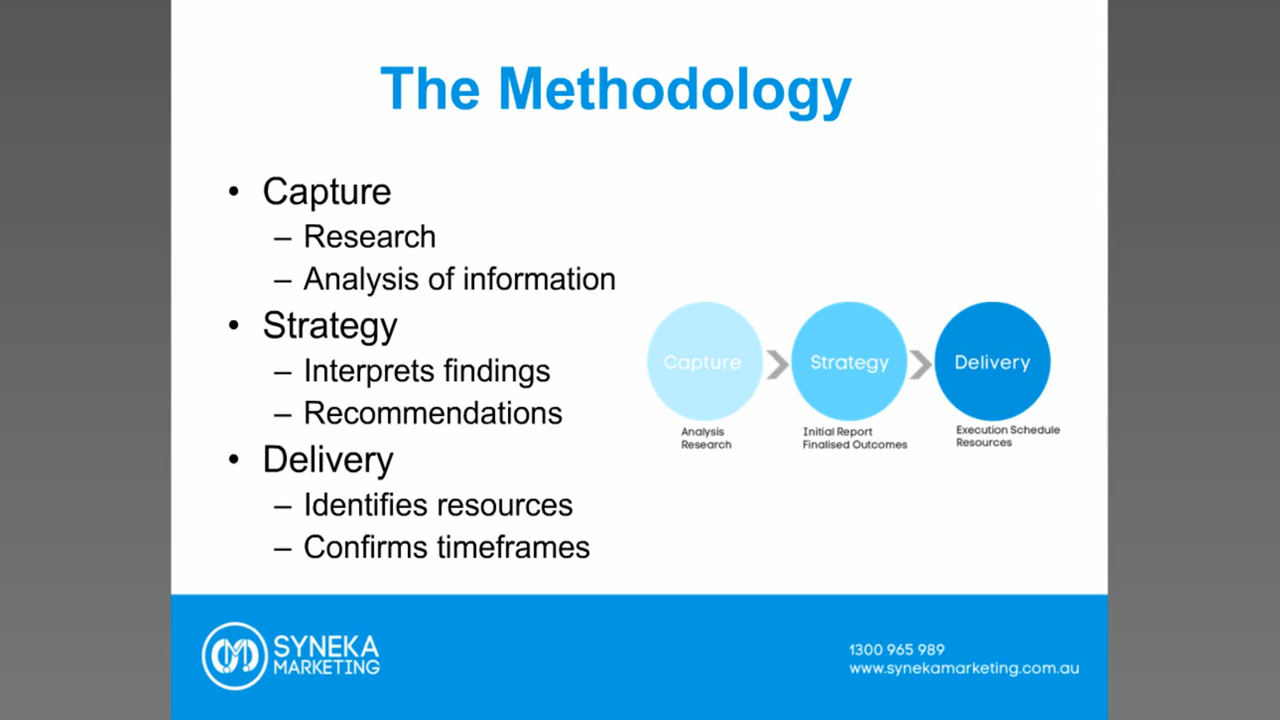 The Methodology
• Capture
– Research
– Analysis of information
• Strategy
– Interprets findings
– Recommendations
• Delivery
– Identifies resources
– Confirms timeframes
Capture
Analysis
Research
Strategy
Initial Report
Finalised Outcomes
Delivery
Execution Schedule
Resources
SYNEKA
MARKETING
1300 965 989
www.synekamarketing.com.au